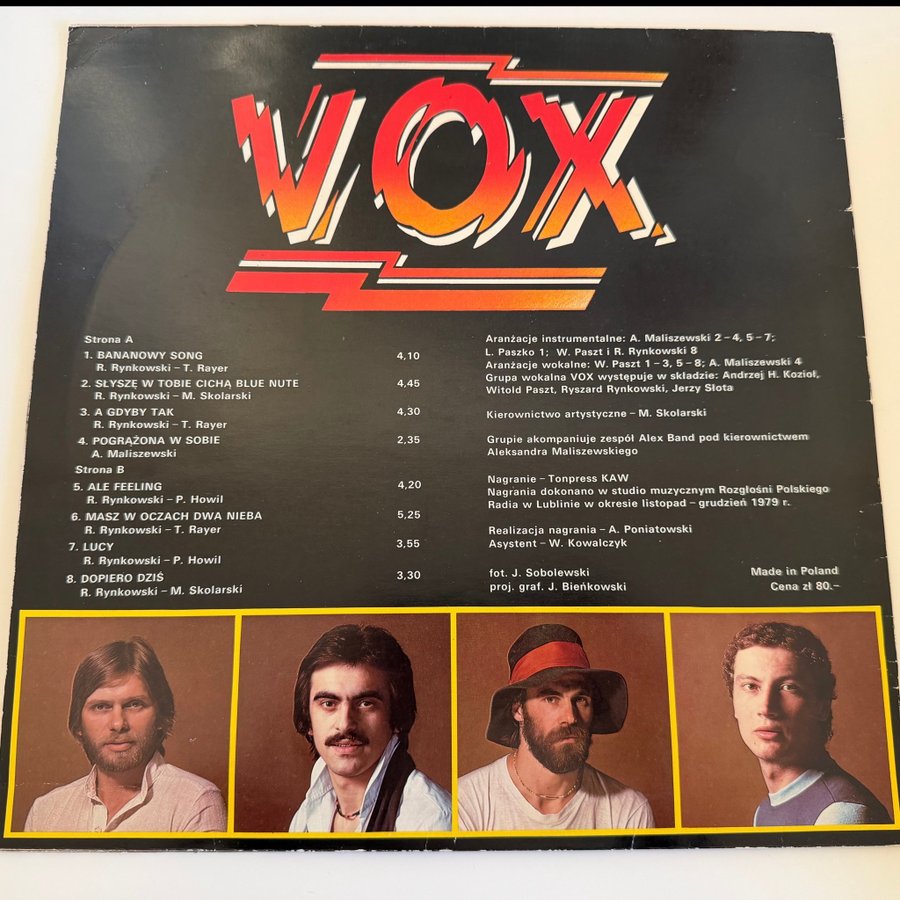 VOX
Strona A
1. BANANOWY SONG 4,10
R. Rynkowski – T. Rayer
2. SŁYSZĘ W TOBIE CICHĄ BLUE NUTE 4,45
R. Rynkowski – M. Skolarski
3. A GDYBY TAK 4,30
R. Rynkowski – T. Rayer
4. POGRĄŻONA W SOBIE 2,35
A. Maliszewski
Strona B
5. ALE FEELING 4,20
R. Rynkowski – P. Howil
6. MASZ W OCZACH DWA NIEBA 5,25
R. Rynkowski – T. Rayer
7. LUCY 3,55
R. Rynkowski – P. Howil
8. DOPIERO DZIŚ 3,30
R. Rynkowski – M. Skolarski
Aranżacje instrumentalne: A. Maliszewski 2 – 4, 5 – 7;
L. Paszko 1; W. Paszt i R. Rynkowski 8
Aranżacje wokalne: W. Paszt 1 – 3, 5 – 8; A. Maliszewski 4
Grupa wokalna VOX występuje w składzie: Andrzej H. Kozioł,
Witold Paszt, Ryszard Rynkowski, Jerzy Słota
Kierownictwo artystyczne – M. Skolarski
Grupie akompaniuje zespół Alex Band pod kierownictwem
Aleksandra Maliszewskiego
Nagranie – Tonpress KAW
Nagrania dokonano w studio muzycznym Rozgłośni Polskiego
Radia w Lublinie w okresie listopad – grudzień 1979 r.
Realizacja nagrania – A. Poniatowski
Asystent – W. Kowalczyk
fot. J. Sobolewski
proj. graf. J. Bieńkowski
Made in Poland
Cena zł 80.–